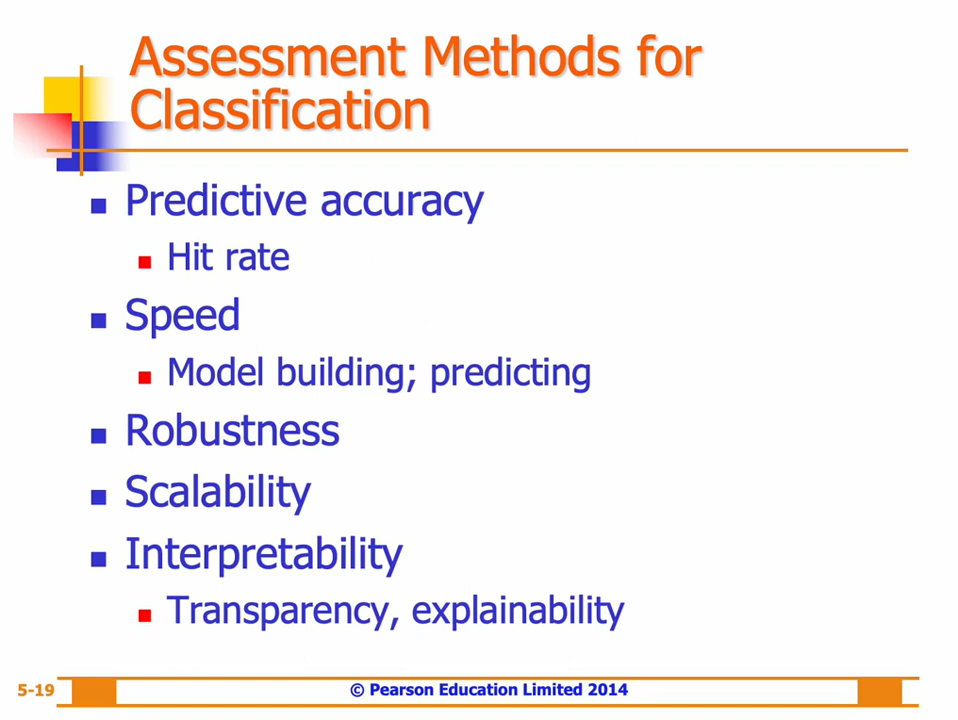 Assessment Methods for
Classification
Predictive accuracy
Hit rate
Speed
Model building; predicting
Robustness
Scalability
Interpretability
Transparency, explainability
5-19
© Pearson Education Limited 2014